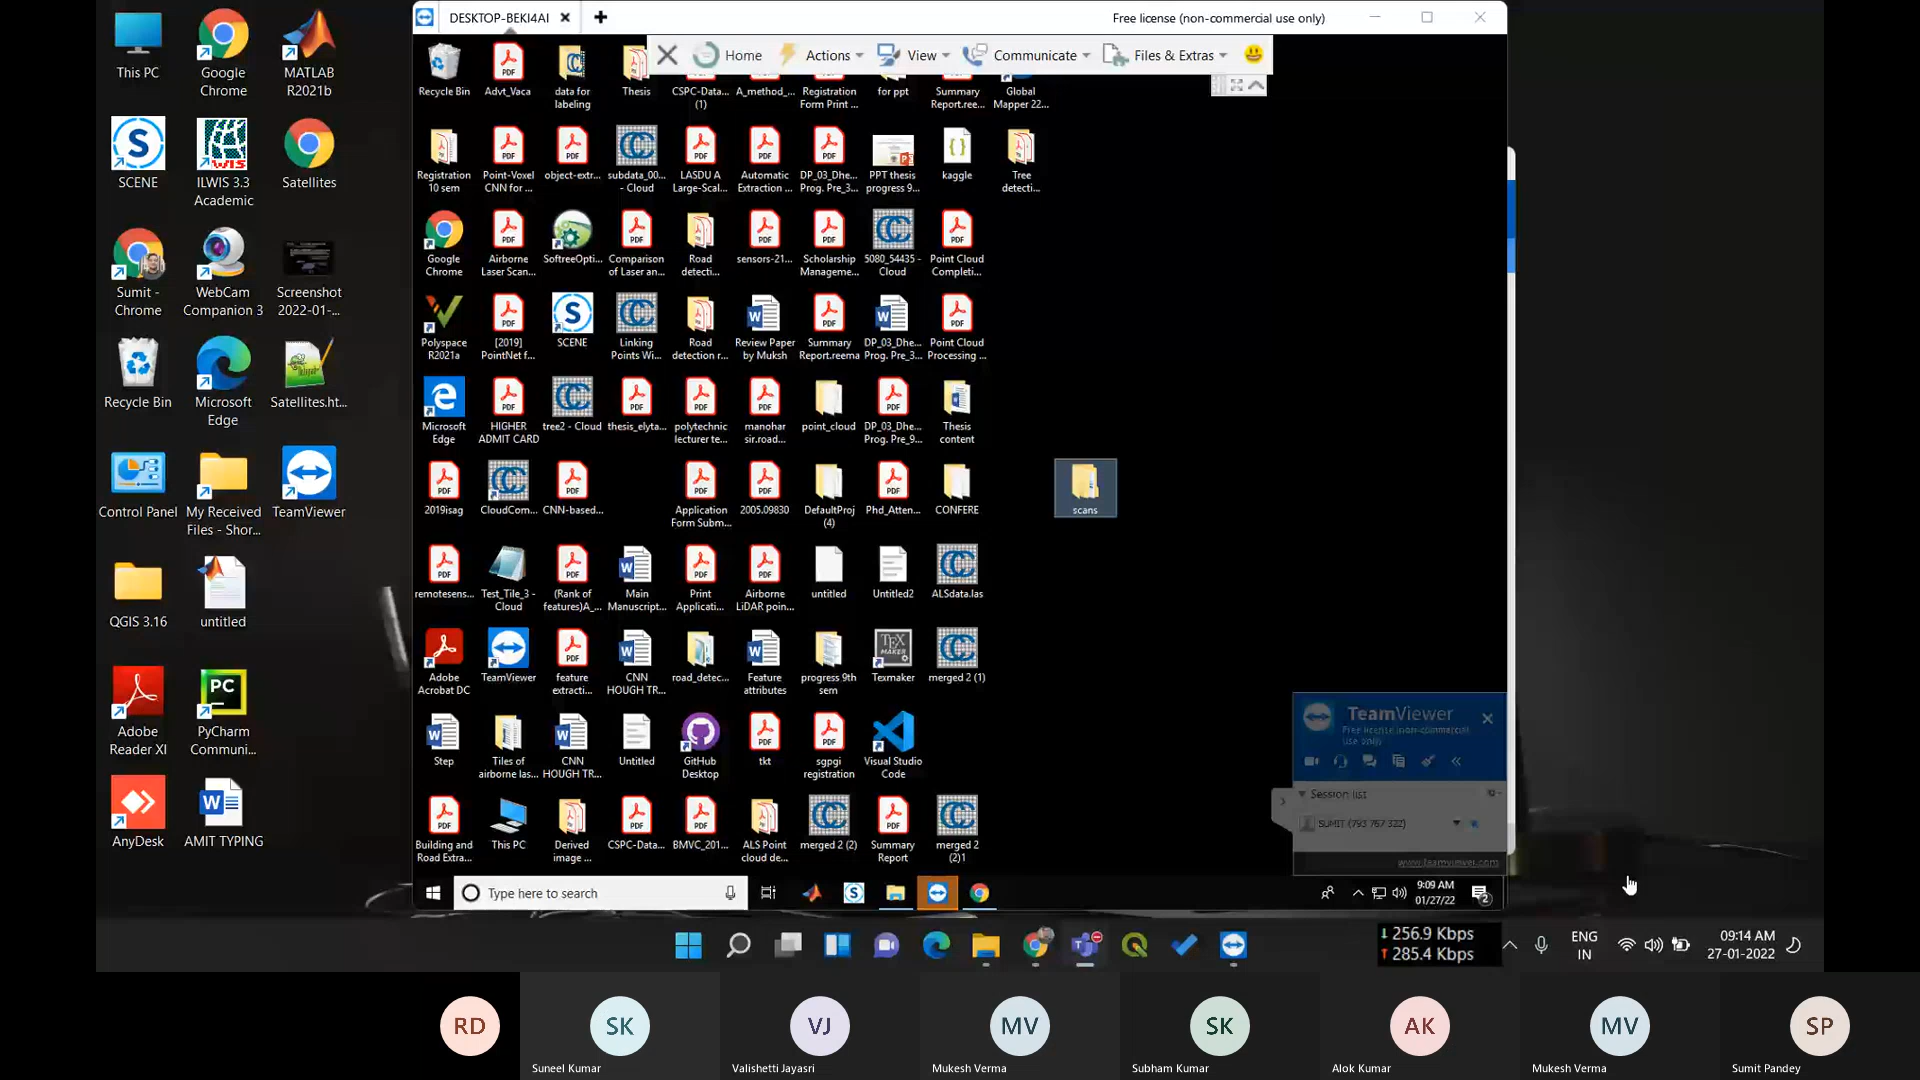 This PC
Google
Chrome
MATLAB
R2021b
SCENE
ILWIS 3.3
Academic
Satellites
Sumit -
Chrome
WebCam
Companion 3
Screenshot
2022-01-...
Recycle Bin
Microsoft
Edge
Satellites.ht...
Control Panel
My Received
Files - Shor...
TeamViewer
QGIS 3.16
untitled
Adobe
Reader XI
PyCharm
Communi...
AnyDesk
AMIT TYPING
DESKTOP-BEKI4AI
Free license (non-commercial use only)
Home
Actions
View
Communicate
Files & Extras
Recycle Bin
Advt_Vaca
data for
labeling
Thesis
CSPC-Data...
(1)
A_method_...
Registration
Form Print ...
for ppt
Summary
Report.ree...
Global
Mapper 22...
Registration
10 sem
Point-Voxel
CNN for ...
object-extr...
subdata_00...
- Cloud
LASDU A
Large-Scal...
Automatic
Extraction ...
DP_03_Dhe...
Prog. Pre_3...
PPT thesis
progress 9...
kaggle
Tree
detecti...
Google
Chrome
Airborne
Laser Scan...
SoftreeOpti...
Comparison
of Laser an...
Road
detecti...
sensors-21...
Scholarship
Manageme...
5080_54435 -
Cloud
Point Cloud
Completi...
Polyspace
R2021a
[2019]
PointNet f...
SCENE
Linking
Points Wi...
Road
detection r...
Review Paper
by Muksh
Summary
Report.reema
DP_03_Dhe...
Prog. Pre_3...
Point Cloud
Processing ...
Microsoft
Edge
HIGHER
ADMIT CARD
tree2 - Cloud
thesis_elyta...
polytechnic
lecturer te...
manohar
sir.road...
point_cloud
DP_03_Dhe...
Prog. Pre_9...
Thesis
content
2019isag
CloudCom...
CNN-based...
Application
Form Subm...
2005.09830
DefaultProj
(4)
Phd_Atten...
CONFERE
scans
remotesens...
Test_Tile_3 -
Cloud
(Rank of
features)A_...
Main
Manuscript...
Print
Applicati...
Airborne
LiDAR poin...
untitled
Untitled2
ALSdata.las
Adobe
Acrobat DC
TeamViewer
feature
extracti...
CNN
HOUGH TR...
road_detec...
Feature
attributes
progress 9th
sem
Texmaker
merged 2 (1)
Step
Tiles of
airborne las...
CNN
HOUGH TR...
Untitled
GitHub
Desktop
tkt
sgpgi
registration
Visual Studio
Code
Building and
Road Extra...
This PC
Derived
image ...
CSPC-Data...
BMVC_201...
ALS Point
cloud de...
merged 2 (2)
Summary
Report
merged 2
(2)1
TeamViewer
Free license (non-commercial
use only)
Session list
SUMIT (793 767 322)
www.teamviewer.com
Type here to search
9:09 AM
01/27/22
2
256.9 Kbps
285.4 Kbps
ENG
IN
09:14 AM
27-01-2022
RD
SK
Suneel Kumar
VJ
Valishetti Jayasri
MV
Mukesh Verma
SK
Subham Kumar
AK
Alok Kumar
MV
Mukesh Verma
SP
Sumit Pandey